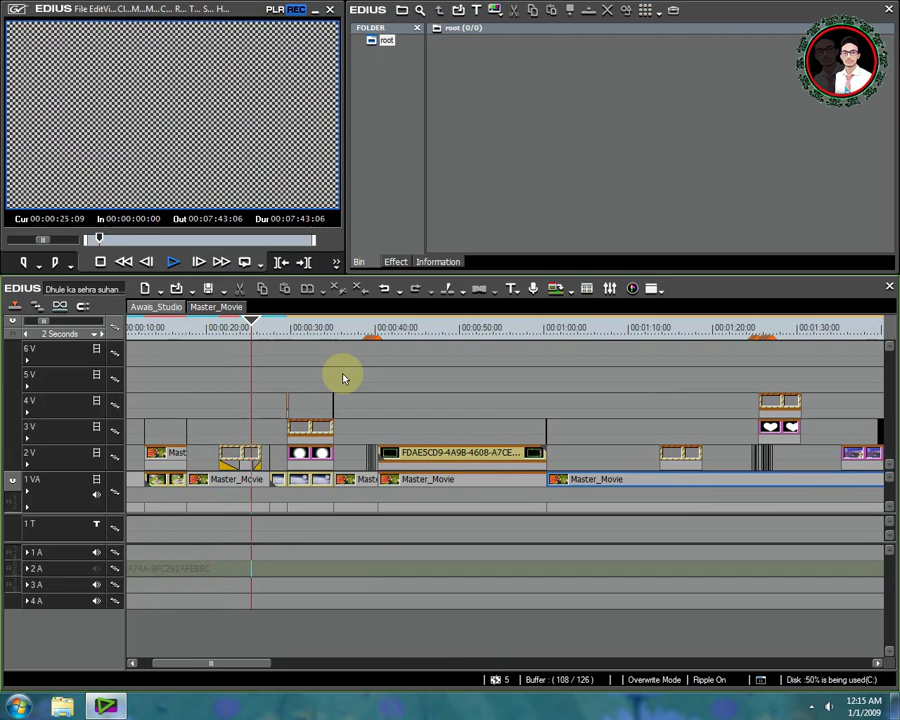 EDIUS File EditVi...Cl...M...C... R... T... S... H... PLR REC
Cur 00:00:25:09 In 00:00:00:00 Out 00:07:43:06 Dur 00:07:43:06
EDIUS
FOLDER
root (0/0)
root
Bin Effect Information
EDIUS Dhule ka sehra suhan
Awais_Studio Master_Movie
2 Seconds
00:00:10:00 00:00:20:00 00:00:30:00 00:00:40:00 00:00:50:00 00:01:00:00 00:01:10:00 00:01:20:00 00:01:30:00
6 V
5 V
4 V
3 V
2 V Mast FDAE5CD9-4A9B-4608-A7CE...
1 VA Master_Movie Maste Master_Movie Master_Movie
1 T T
1 A
2 A A74A-9FC292AFEBBC
3 A
4 A
5 Buffer : ( 108 / 126 ) Overwrite Mode Ripple On Disk :50% is being used(C:)
12:15 AM
1/1/2009